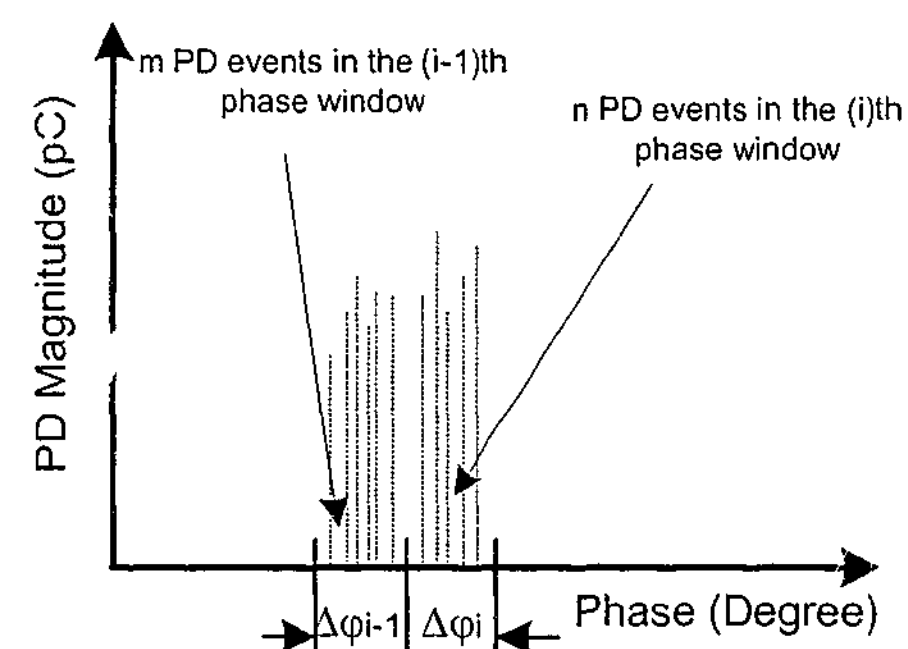 m PD events in the (i-1)th
phase window
n PD events in the (i)th
phase window
PD Magnitude (pC)
Δφi-1
Δφi
Phase (Degree)